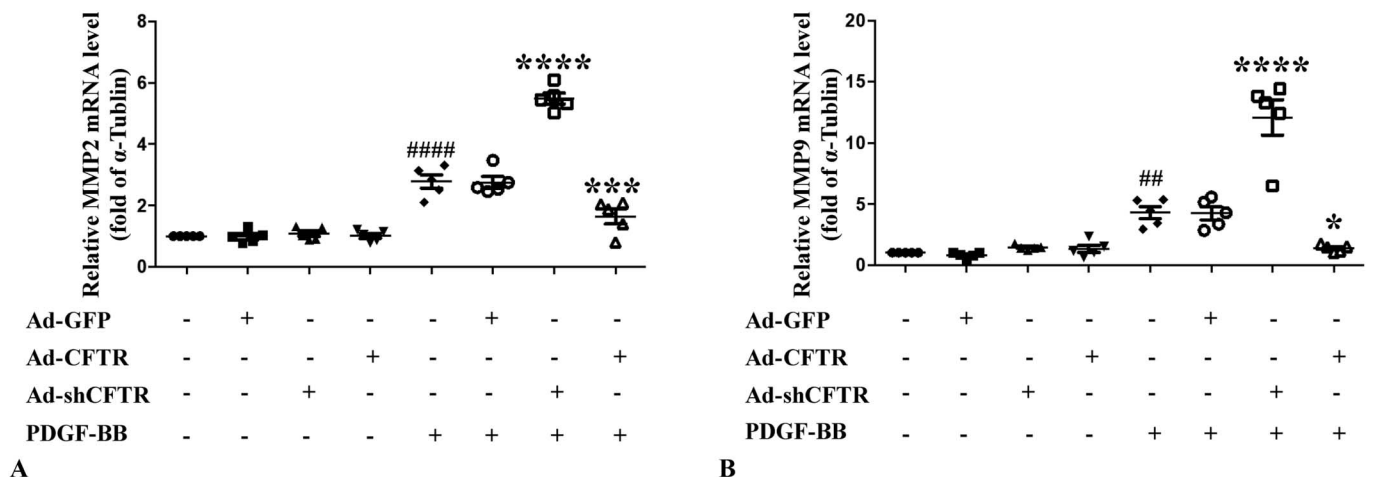 Relative MMP2 mRNA level
(fold of α-Tublin)
8
6
4
2
0
####
****
***
Ad-GFP - + - - - + - -
Ad-CFTR - - - + - - - +
Ad-shCFTR - - + - - - + -
PDGF-BB - - - - + + + +
A
Relative MMP9 mRNA level
(fold of α-Tublin)
20
15
10
5
0
##
****
*
Ad-GFP - + - - - + - -
Ad-CFTR - - - + - - - +
Ad-shCFTR - - + - - - + -
PDGF-BB - - - - + + + +
B